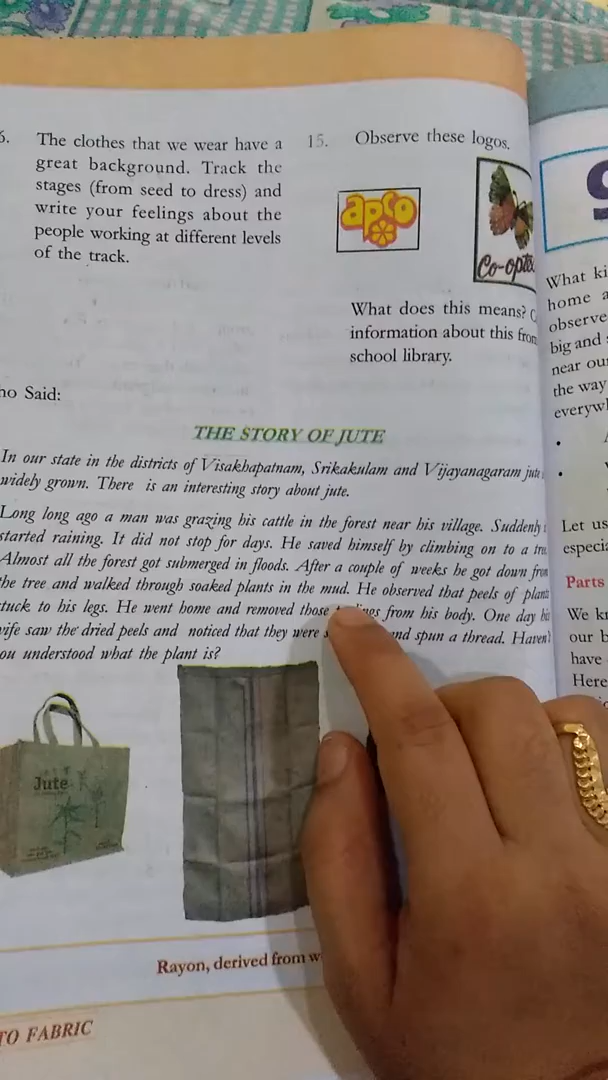 6. The clothes that we wear have a
great background. Track the
stages (from seed to dress) and
write your feelings about the
people working at different levels
of the track.
15. Observe these logos.
apco
Co-opte
What does this means?
information about this from
school library.
ho Said:
THE STORY OF JUTE
In our state in the districts of Visakhapatnam, Srikakulam and Vijayanagaram jute
widely grown. There is an interesting story about jute.
Long long ago a man was grazing his cattle in the forest near his village. Suddenly
started raining. It did not stop for days. He saved himself by climbing on to a
Almost all the forest got submerged in floods. After a couple of weeks he got down from
the tree and walked through soaked plants in the mud. He observed that peels of plants
tuck to his legs. He went home and removed those from his body. One day
ife saw the dried peels and noticed that they were and spun a thread. Haven't
ou understood what the plant is?
Jute
Rayon, derived from w
TO FABRIC
What ki
home a
observe
big and
near ou
the way
everywh
Let us
especia
Parts
We k
our b
have
Here